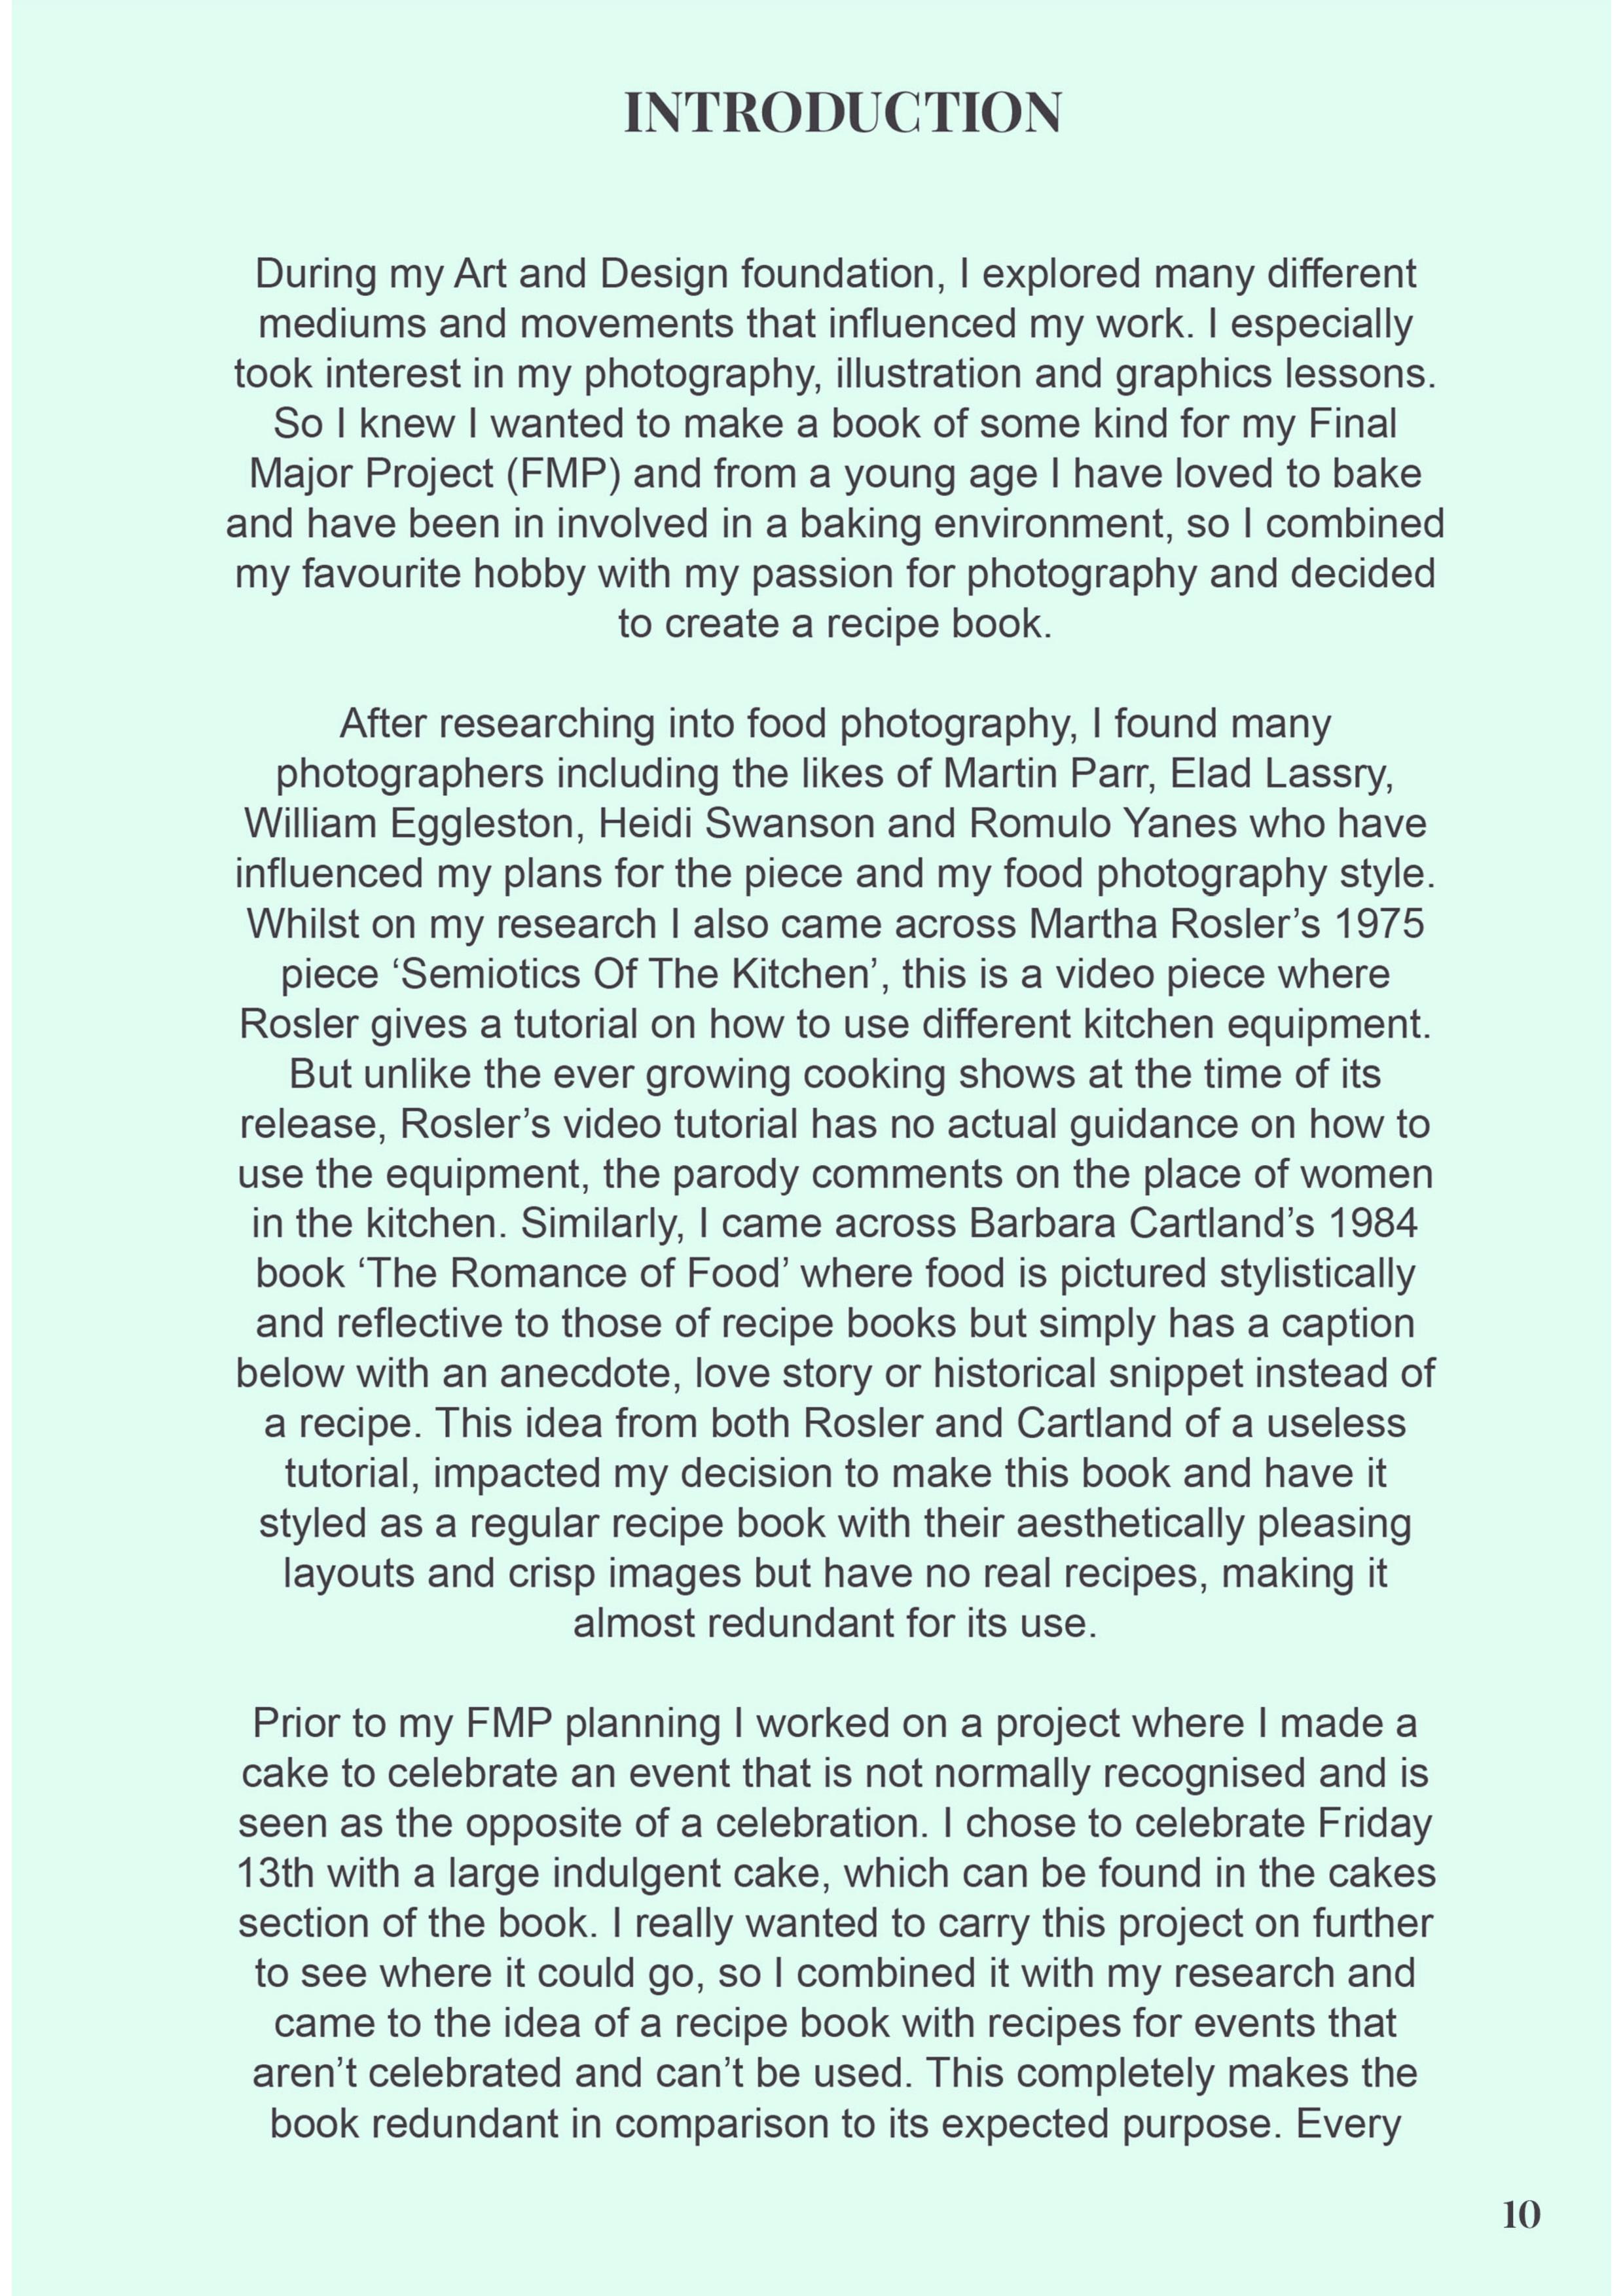 INTRODUCTION
During my Art and Design foundation, I explored many different
mediums and movements that influenced my work. I especially
took interest in my photography, illustration and graphics lessons.
So I knew I wanted to make a book of some kind for my Final
Major Project (FMP) and from a young age I have loved to bake
and have been in involved in a baking environment, so I combined
my favourite hobby with my passion for photography and decided
to create a recipe book.
After researching into food photography, I found many
photographers including the likes of Martin Parr, Elad Lassry,
William Eggleston, Heidi Swanson and Romulo Yanes who have
influenced my plans for the piece and my food photography style.
Whilst on my research I also came across Martha Rosler’s 1975
piece ‘Semiotics Of The Kitchen’, this is a video piece where
Rosler gives a tutorial on how to use different kitchen equipment.
But unlike the ever growing cooking shows at the time of its
release, Rosler’s video tutorial has no actual guidance on how to
use the equipment, the parody comments on the place of women
in the kitchen. Similarly, I came across Barbara Cartland’s 1984
book ‘The Romance of Food’ where food is pictured stylistically
and reflective to those of recipe books but simply has a caption
below with an anecdote, love story or historical snippet instead of
a recipe. This idea from both Rosler and Cartland of a useless
tutorial, impacted my decision to make this book and have it
styled as a regular recipe book with their aesthetically pleasing
layouts and crisp images but have no real recipes, making it
almost redundant for its use.
Prior to my FMP planning I worked on a project where I made a
cake to celebrate an event that is not normally recognised and is
seen as the opposite of a celebration. I chose to celebrate Friday
13th with a large indulgent cake, which can be found in the cakes
section of the book. I really wanted to carry this project on further
to see where it could go, so I combined it with my research and
came to the idea of a recipe book with recipes for events that
aren’t celebrated and can’t be used. This completely makes the
book redundant in comparison to its expected purpose. Every
10